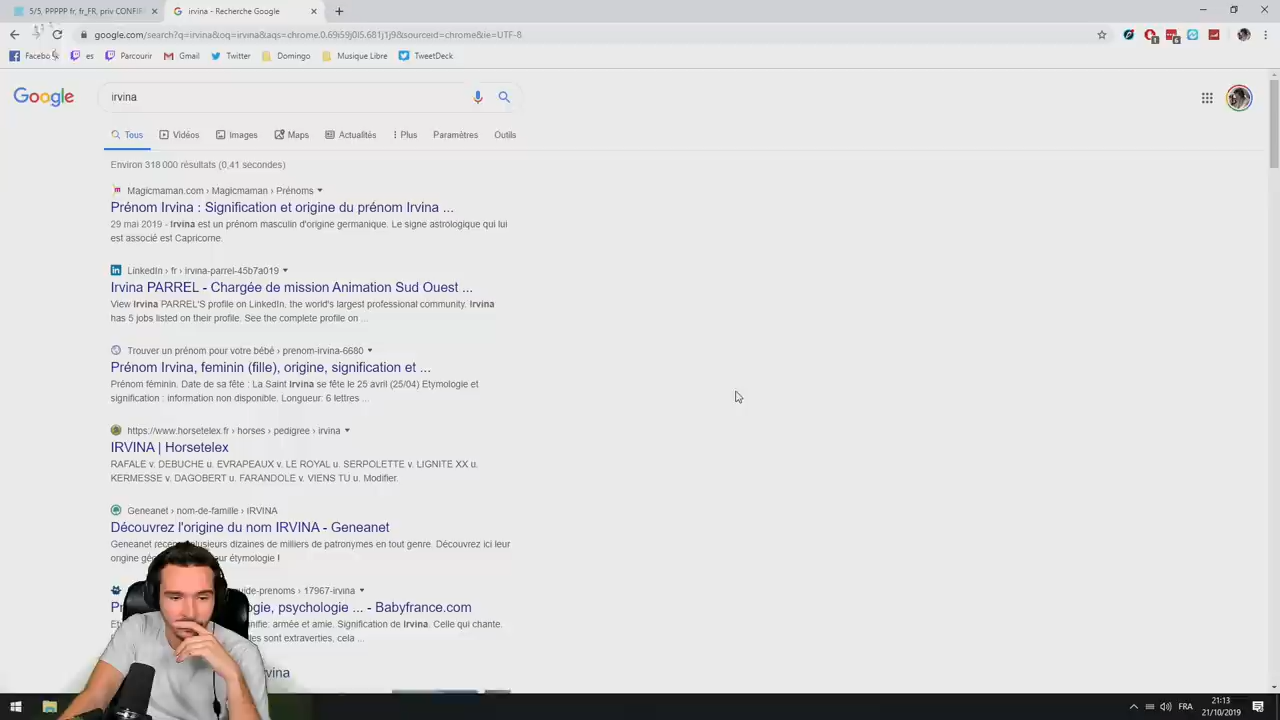 5/5, PPPPP fr, fr_FR, priv CONFIR
irvina - Recherche Google
google.com/search?q=irvina&oq=irvina&aqs=chrome.0.69i59j0l5.681j1j9&sourceid=chrome&ie=UTF-8
Facebook
es
Parcourir
Gmail
Twitter
Domingo
Musique Libre
TweetDeck
Google
irvina
Tous
Vidéos
Images
Maps
Actualités
Plus
Paramètres
Outils
Environ 318 000 résultats (0,41 secondes)
Magicmaman.com › Magicmaman › Prénoms
Prénom Irvina : Signification et origine du prénom Irvina ...
29 mai 2019 - Irvina est un prénom masculin d'origine germanique. Le signe astrologique qui lui
est associé est Capricorne.
LinkedIn › fr › irvina-parrel-45b7a019
Irvina PARREL - Chargée de mission Animation Sud Ouest ...
View Irvina PARREL'S profile on LinkedIn, the world's largest professional community. Irvina
has 5 jobs listed on their profile. See the complete profile on ...
Trouver un prénom pour votre bébé › prenom-irvina-6680
Prénom Irvina, feminin (fille), origine, signification et ...
Prénom féminin. Date de sa fête : La Saint Irvina se fête le 25 avril (25/04) Etymologie et
signification : information non disponible. Longueur: 6 lettres ...
https://www.horsetelex.fr › horses › pedigree › irvina
IRVINA | Horsetelex
RAFALE v. DEBUCHE u. EVRAPEAUX v. LE ROYAL u. SERPOLETTE v. LIGNITE XX u.
KERMESSE v. DAGOBERT u. FARANDOLE v. VIENS TU u. Modifier.
Geneanet › nom-de-famille › IRVINA
Découvrez l'origine du nom IRVINA - Geneanet
Geneanet recen plusieurs dizaines de milliers de patronymes en tout genre. Découvrez ici leur
origine gé ur étymologie !
uide-prenoms › 17967-irvina
Pr gie, psychologie ... - Babyfrance.com
nifie: armée et amie. Signification de Irvina. Celle qui chante.
tes sont extraverties, cela ...
vina
FRA
21:13
21/10/2019